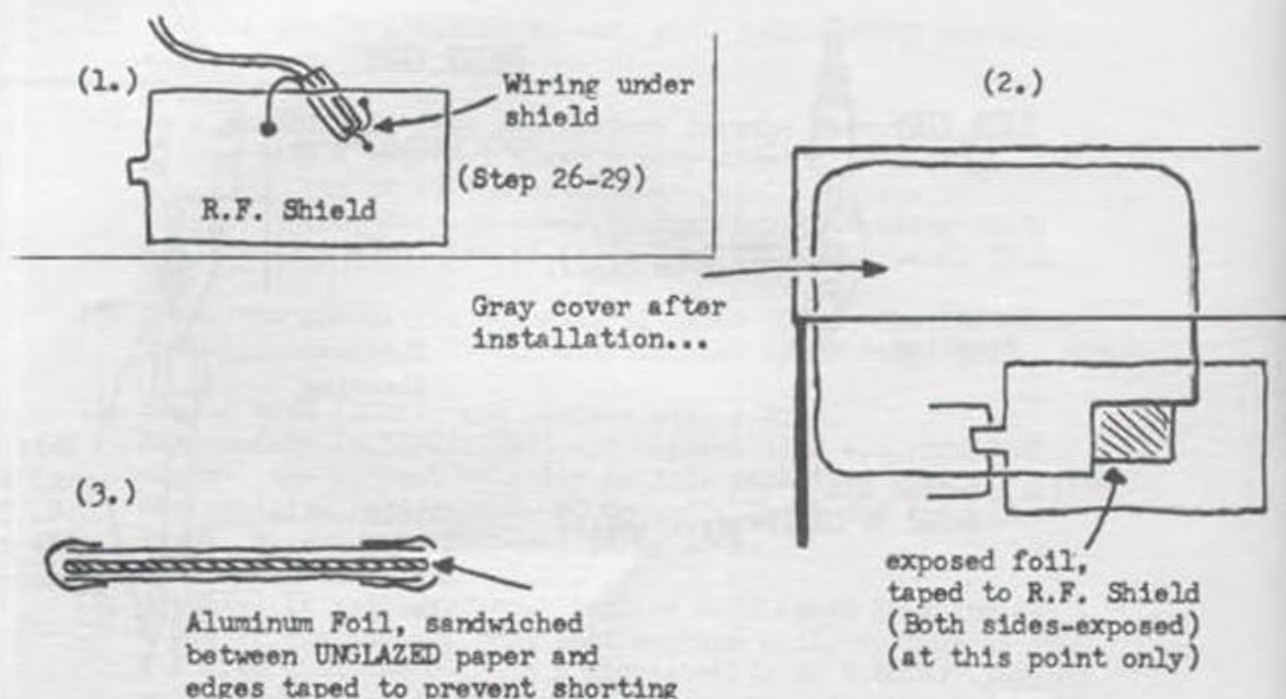 (1.)
Wiring under
shield
(Step 26-29)
R.F. Shield
(2.)
Gray cover after
installation...
exposed foil,
taped to R.F. Shield
(Both sides-exposed)
(at this point only)
(3.)
Aluminum Foil, sandwiched
between UNGLAZED paper and
edges taped to prevent shorting